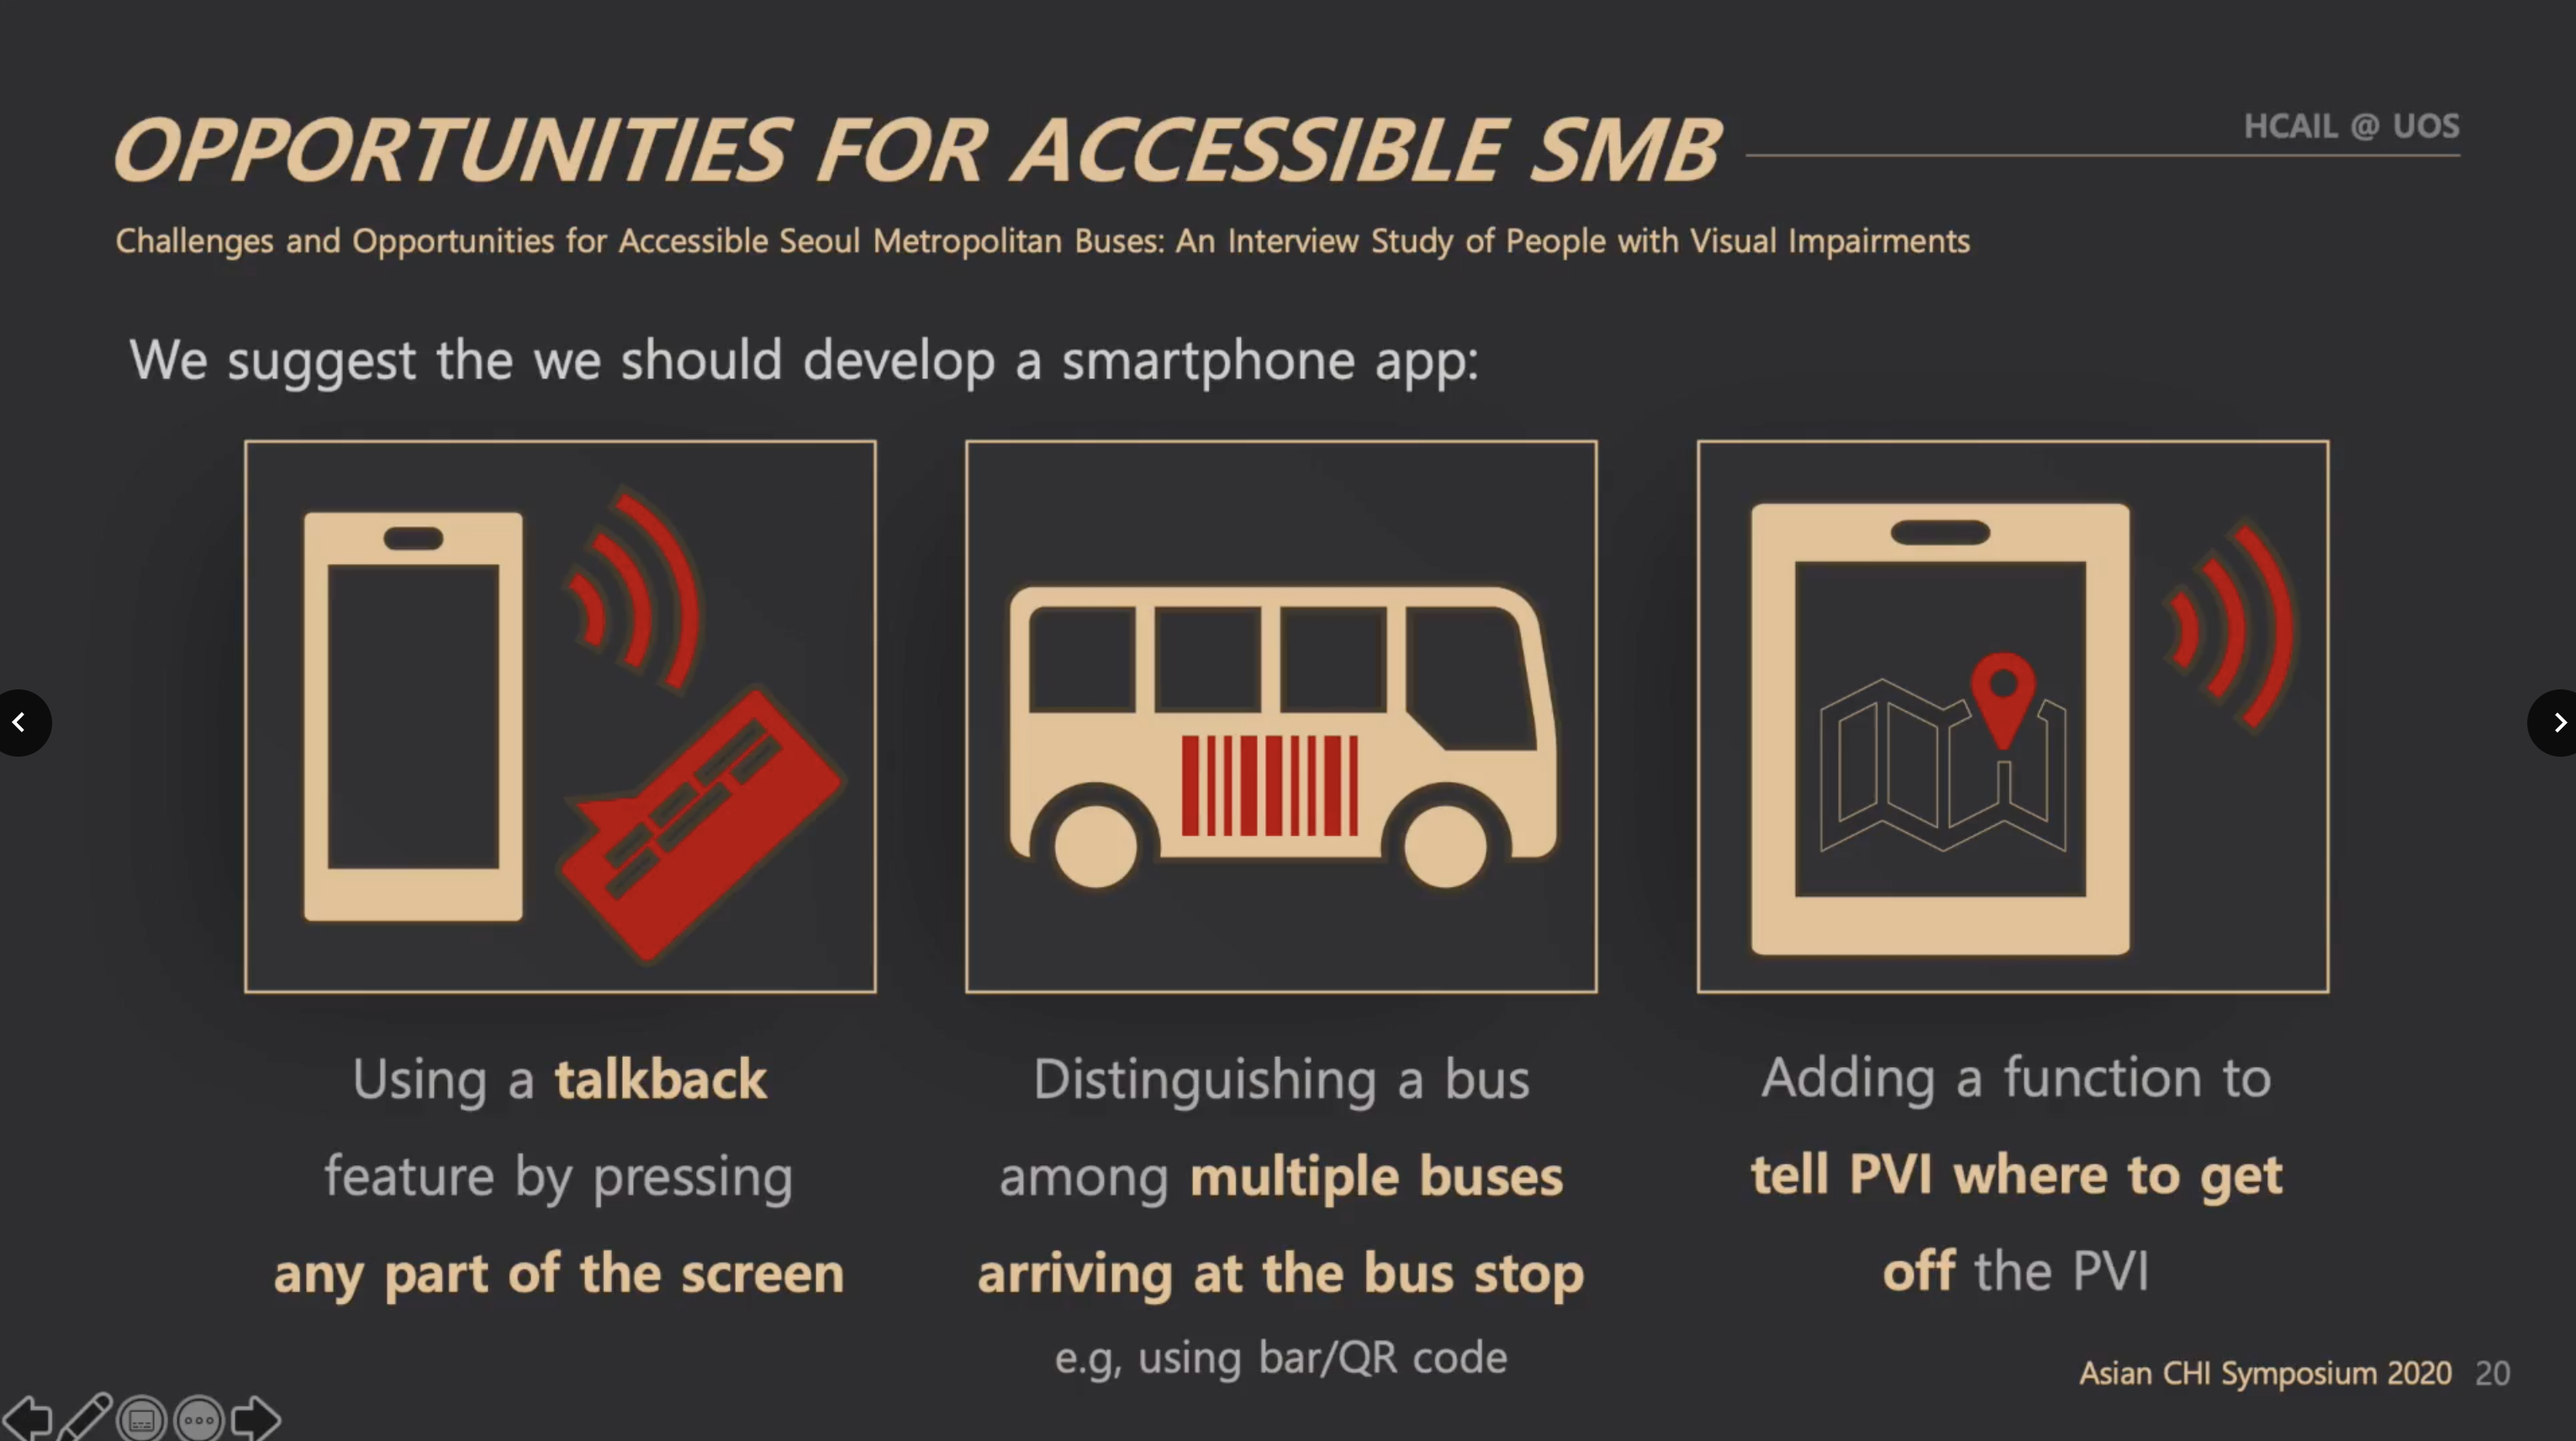 OPPORTUNITIES FOR ACCESSIBLE SMB
HCAIL @ UOS
Challenges and Opportunities for Accessible Seoul Metropolitan Buses: An Interview Study of People with Visual Impairments
We suggest the we should develop a smartphone app:
Using a talkback
feature by pressing
any part of the screen
Distinguishing a bus
among multiple buses
arriving at the bus stop
e.g, using bar/QR code
Adding a function to
tell PVI where to get
off the PVI
Asian CHI Symposium 2020 20